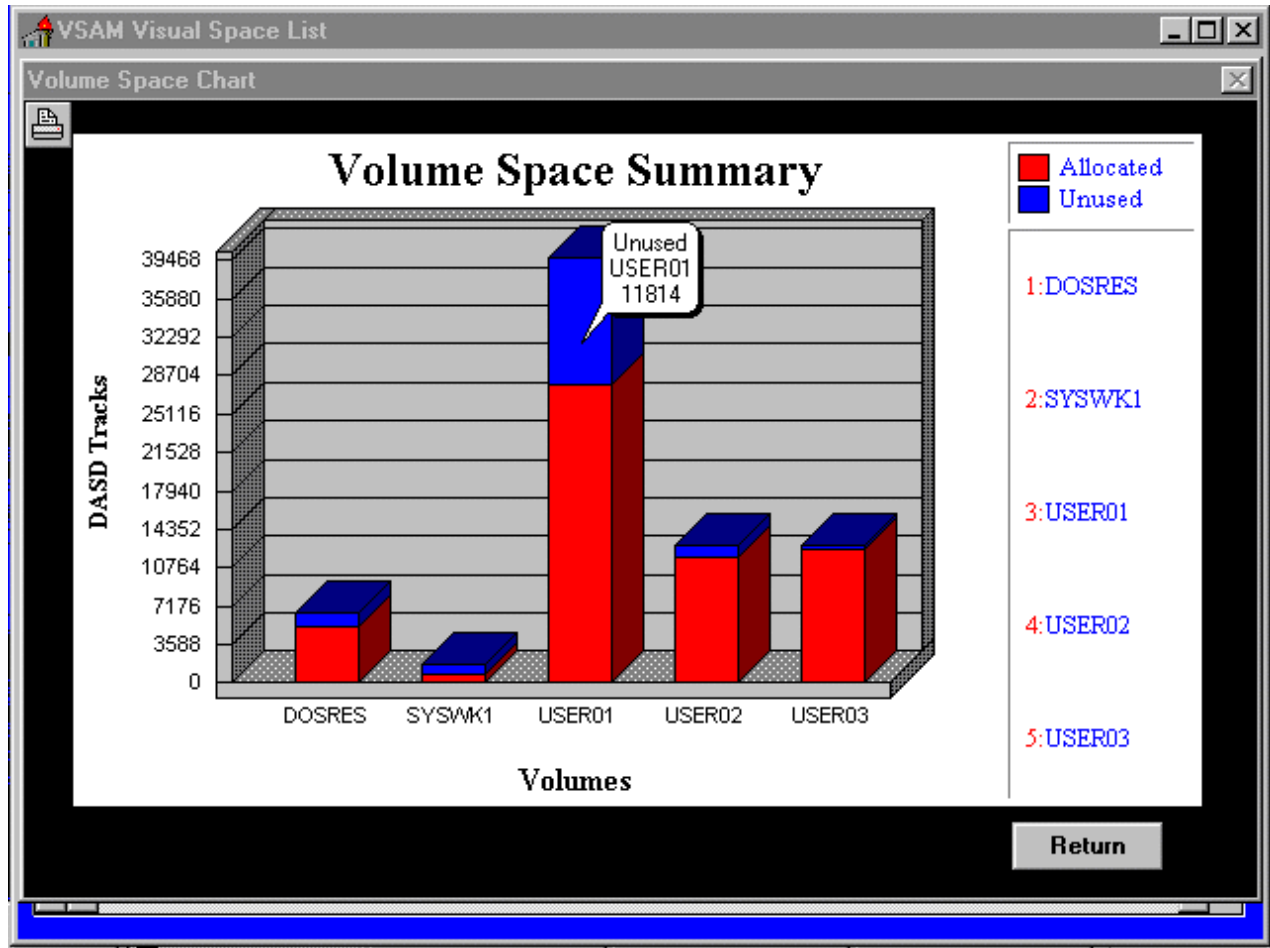 VSAM Visual Space List
Volume Space Chart
Volume Space Summary
Allocated
Unused
Unused
USER01
11814
39468
35880
32292
28704
25116
21528
17940
14352
10764
7176
3588
0
DASD Tracks
DOSRES SYSWK1 USER01 USER02 USER03
Volumes
1:DOSRES
2:SYSWK1
3:USER01
4:USER02
5:USER03
Return